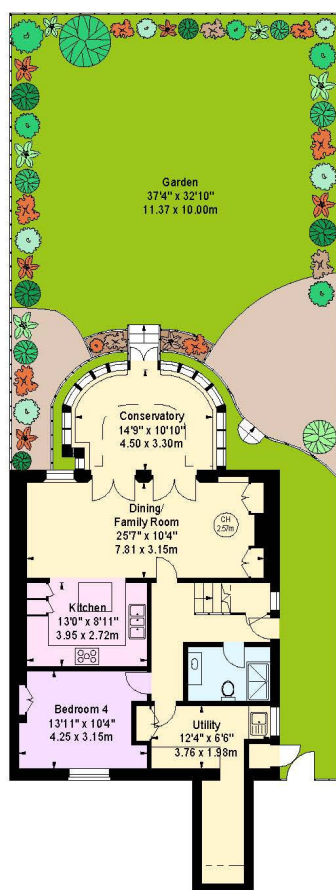 Garden
37'4" x 32'10"
11.37 x 10.00m
Conservatory
14'9" x 10'10"
4.50 x 3.30m
Dining/
Family Room
25'7" x 10'4"
7.81 x 3.15m
CH
2.57m
Kitchen
13'0" x 8'11"
3.95 x 2.72m
Bedroom 4
13'11" x 10'4"
4.25 x 3.15m
Utility
12'4" x 6'6"
3.76 x 1.98m